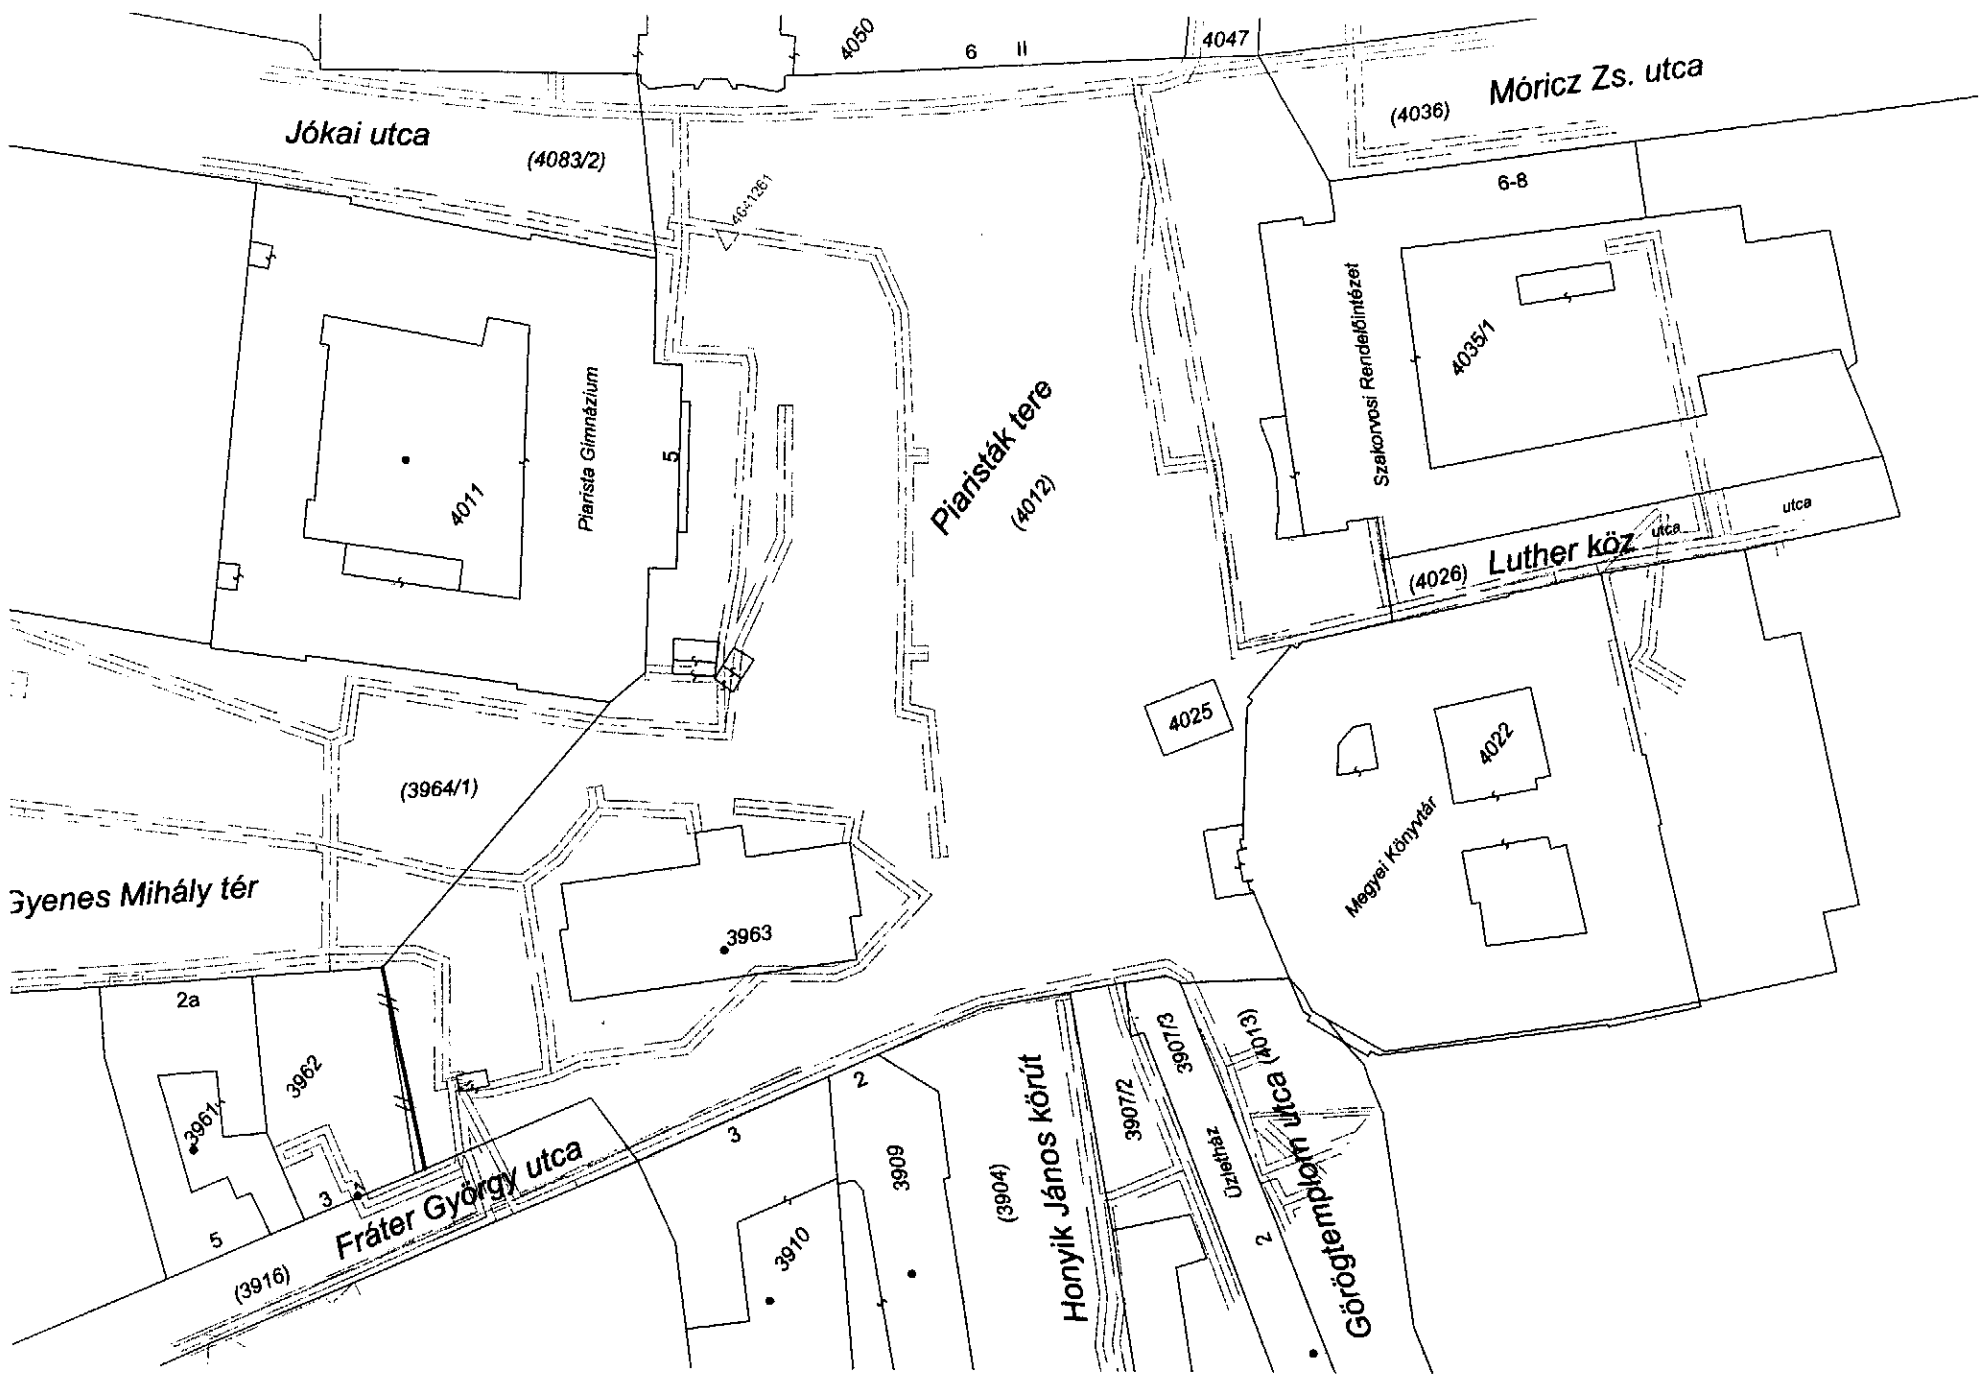 4050
6
II
4047
Móricz Zs. utca
(4036)
Jókai utca
(4083/2)
6-8
Szakorvosi Rendelőintézet
4035/1
Piarista Gimnázium
5
4011
Piaristák tere
(4012)
utca
utca
Luther köz
(4026)
4025
4022
Megyei Könyvtár
(3964/1)
Gyenes Mihály tér
3963
2a
3962
3961
3
5
Fráter György utca
(3916)
2
3
3909
3910
(3904)
Honyik János körút
3907/2
3907/3
Üzletház
2
Görögtemplom utca (4013)